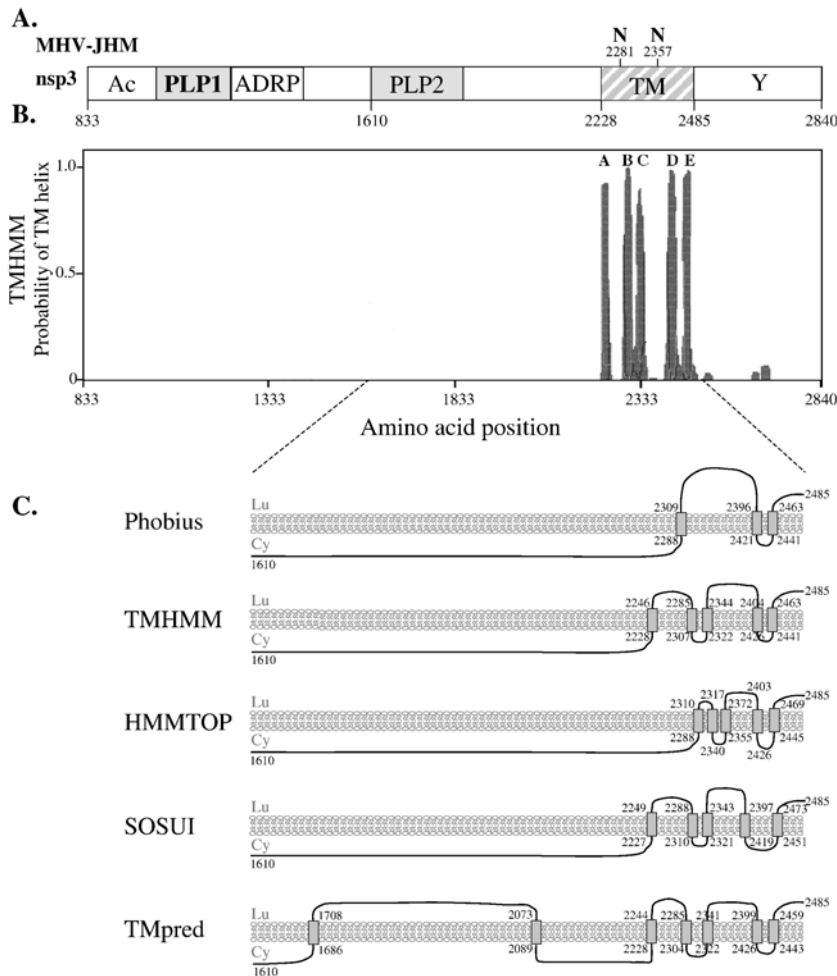 A.
MHV-JHM
N N
2281 2357
nsp3 Ac PLP1 ADRP PLP2 TM Y
833 1610 2228 2485 2840
B.
TMHMM
Probability of TM helix
1.0
0.5
0
A B C D E
833 1333 1833 2333 2840
Amino acid position
C.
Phobius
Lu
Cy
1610
2309 2396 2463 2485
2288 2421 2441
TMHMM
Lu
Cy
1610
2246 2285 2344 2404 2463 2485
2228 2307 2322 2426 2441
HMMTOP
Lu
Cy
1610
2310 2317 2372 2403 2469 2485
2288 2340 2355 2426 2445
SOSUI
Lu
Cy
1610
2249 2288 2343 2397 2473 2485
2227 2310 2321 2419 2451
TMpred
Lu
Cy
1610
1708 2073 2244 2285 2341 2399 2459 2485
1686 2089 2228 2304 2322 2426 2443